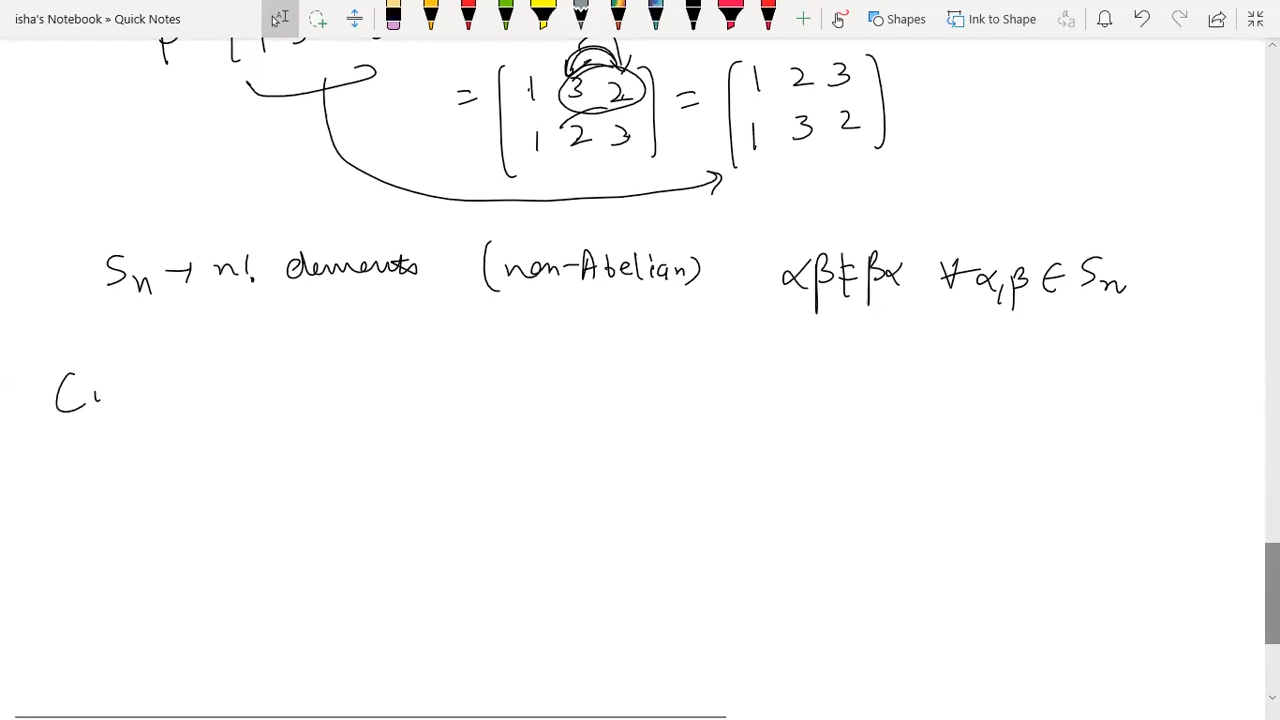 isha's Notebook » Quick Notes Shapes Ink to Shape
= [ 1 3 2 ] = [ 1 2 3 ]
[ 1 2 3 ] [ 1 3 2 ]
Sn → n! elements (non-Abelian) αβ ≠ βα ∀ α, β ∈ Sn